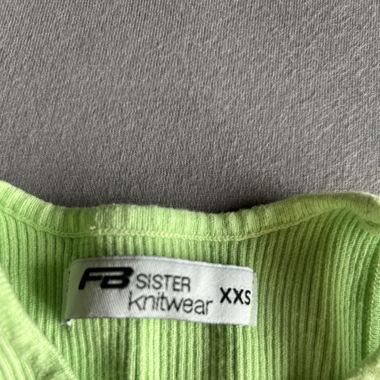 FB SISTER
knitwear
XXS